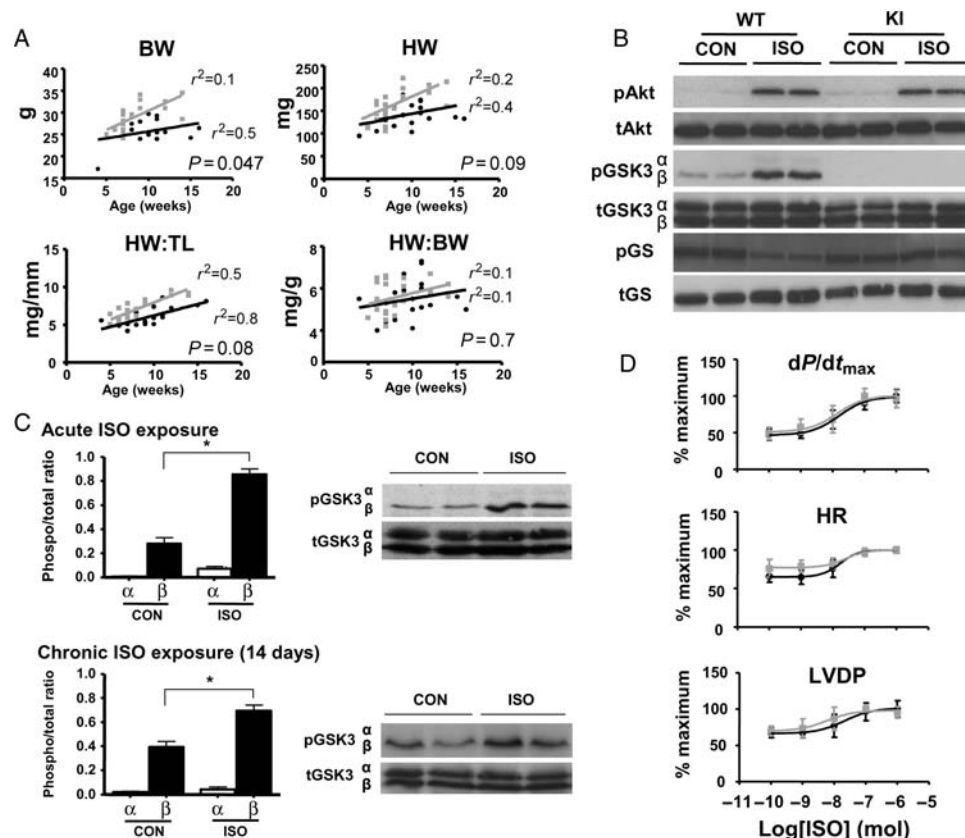 A
BW
g
40
35
30
25
20
15
r²=0.1
r²=0.5
P = 0.047
0 5 10 15 20
Age (weeks)
HW
mg
250
200
150
100
50
0
r²=0.2
r²=0.4
P = 0.09
0 5 10 15 20
Age (weeks)
HW:TL
mg/mm
15
10
5
0
r²=0.5
r²=0.8
P = 0.08
0 5 10 15 20
Age (weeks)
HW:BW
mg/g
8
6
4
2
r²=0.1
r²=0.1
P = 0.7
0 5 10 15 20
Age (weeks)
B
WT KI
CON ISO CON ISO
pAkt
tAkt
pGSK3 α
β
tGSK3 α
β
pGS
tGS
C
Acute ISO exposure
Phospo/total ratio
1.0
0.8
0.6
0.4
0.2
0.0
*
α β α β
CON ISO
CON ISO
pGSK3 α
β
tGSK3 α
β
Chronic ISO exposure (14 days)
Phospho/total ratio
1.0
0.8
0.6
0.4
0.2
0.0
*
α β α β
CON ISO
CON ISO
pGSK3 α
β
tGSK3 α
β
D
dP/dtmax
% maximum
150
100
50
0
HR
% maximum
150
100
50
0
LVDP
% maximum
150
100
50
0
−11 −10 −9 −8 −7 −6 −5
Log[ISO] (mol)